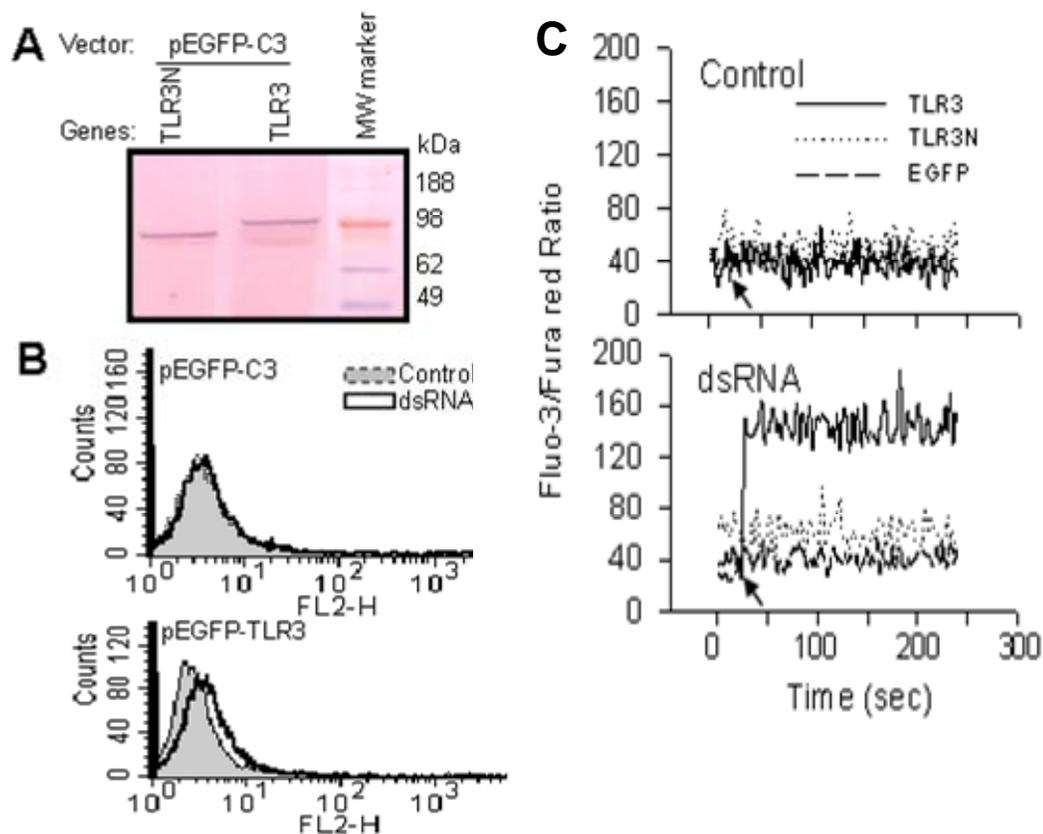 A
Vector: pEGFP-C3
Genes: TLR3N TLR3 MW marker
kDa
188
98
62
49
B
pEGFP-C3
Control
dsRNA
Counts
160
120
80
40
0
10^0 10^1 10^2 10^3
FL2-H
pEGFP-TLR3
Counts
120
80
40
0
10^0 10^1 10^2 10^3
FL2-H
C
Control
TLR3
TLR3N
EGFP
200
160
120
80
40
0
Fluo-3/Fura red Ratio
dsRNA
200
160
120
80
40
0
0 100 200 300
Time (sec)